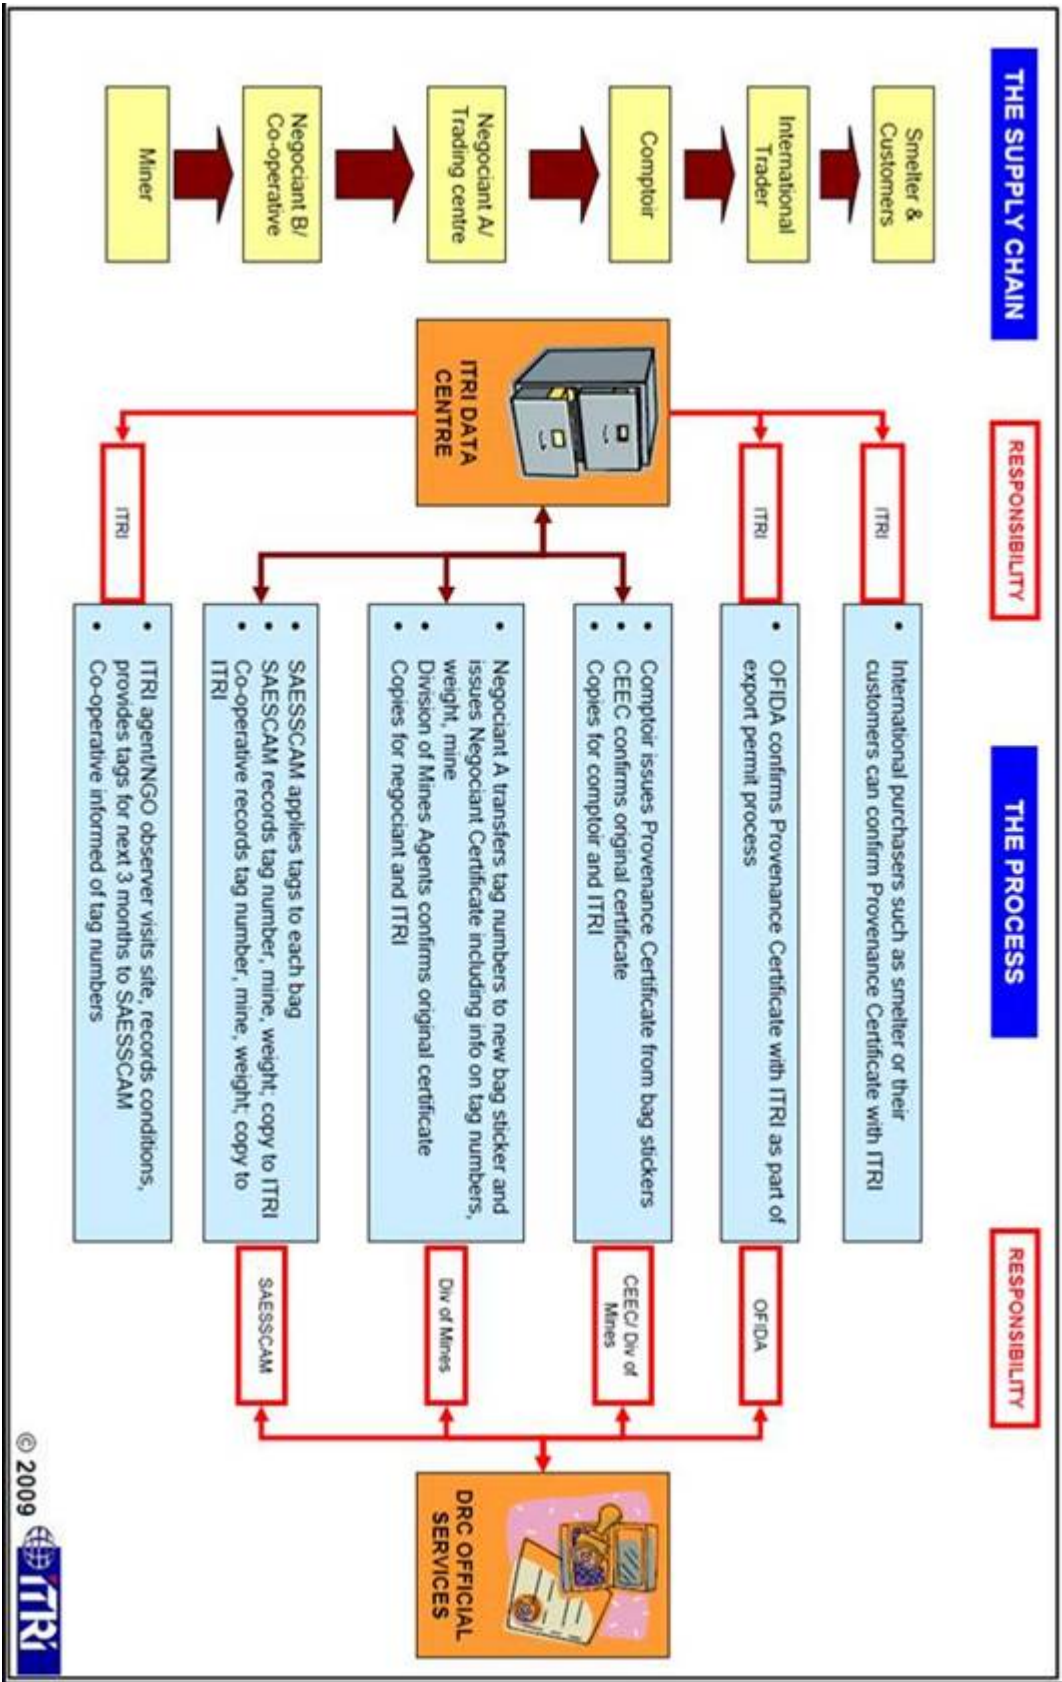 THE SUPPLY CHAIN
RESPONSIBILITY
THE PROCESS
RESPONSIBILITY
Smelter &
Customers
ITRI
• International purchasers such as smelter or their
customers can confirm Provenance Certificate with ITRI
International
Trader
ITRI
• OFIDA confirms Provenance Certificate with ITRI as part of
export permit process
OFIDA
Comptoir
• Comptoir issues Provenance Certificate from bag stickers
• CEEC confirms original certificate
• Copies for comptoir and ITRI
CEEC/ Div of
Mines
ITRI DATA
CENTRE
DRC OFFICIAL
SERVICES
Negociant A/
Trading centre
• Negociant A transfers tag numbers to new bag sticker and
issues Negociant Certificate including info on tag numbers,
weight, mine
• Division of Mines Agents confirms original certificate
• Copies for negociant and ITRI
Div of Mines
Negociant B/
Co-operative
• SAESSCAM applies tags to each bag
• SAESCAM records tag number, mine, weight; copy to ITRI
• Co-operative records tag number, mine, weight; copy to
ITRI
SAESSCAM
Miner
ITRI
• ITRI agent/NGO observer visits site, records conditions,
provides tags for next 3 months to SAESSCAM
• Co-operative informed of tag numbers
© 2009 iTRi